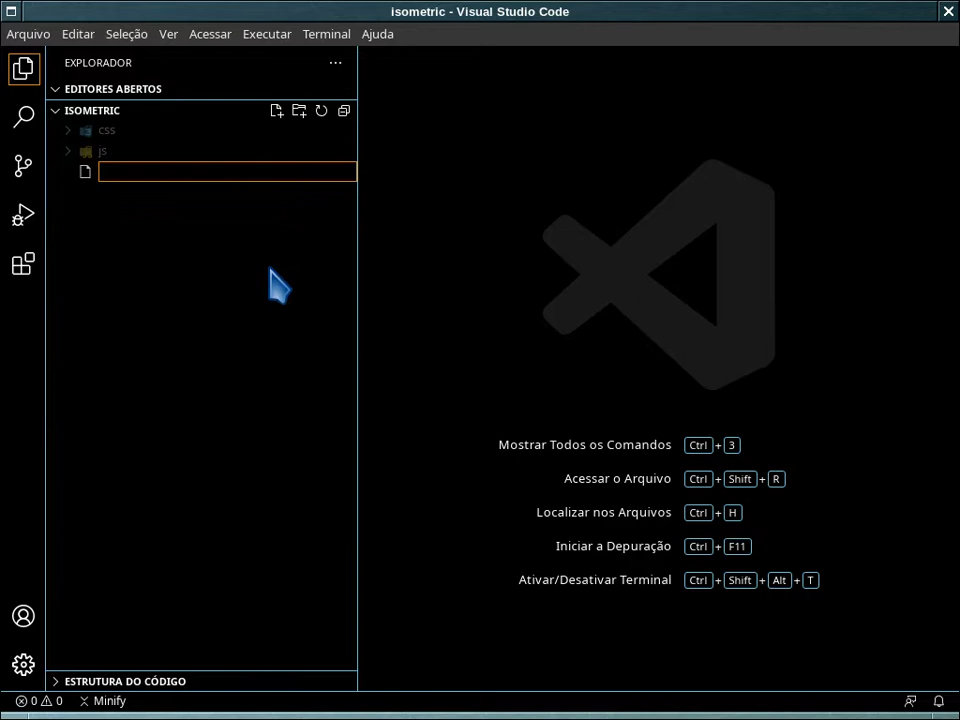 isometric - Visual Studio Code
Arquivo Editar Seleção Ver Acessar Executar Terminal Ajuda
EXPLORADOR
EDITORES ABERTOS
ISOMETRIC
css
js
Mostrar Todos os Comandos Ctrl + 3
Acessar o Arquivo Ctrl + Shift + R
Localizar nos Arquivos Ctrl + H
Iniciar a Depuração Ctrl + F11
Ativar/Desativar Terminal Ctrl + Shift + Alt + T
ESTRUTURA DO CÓDIGO
0 0 Minify